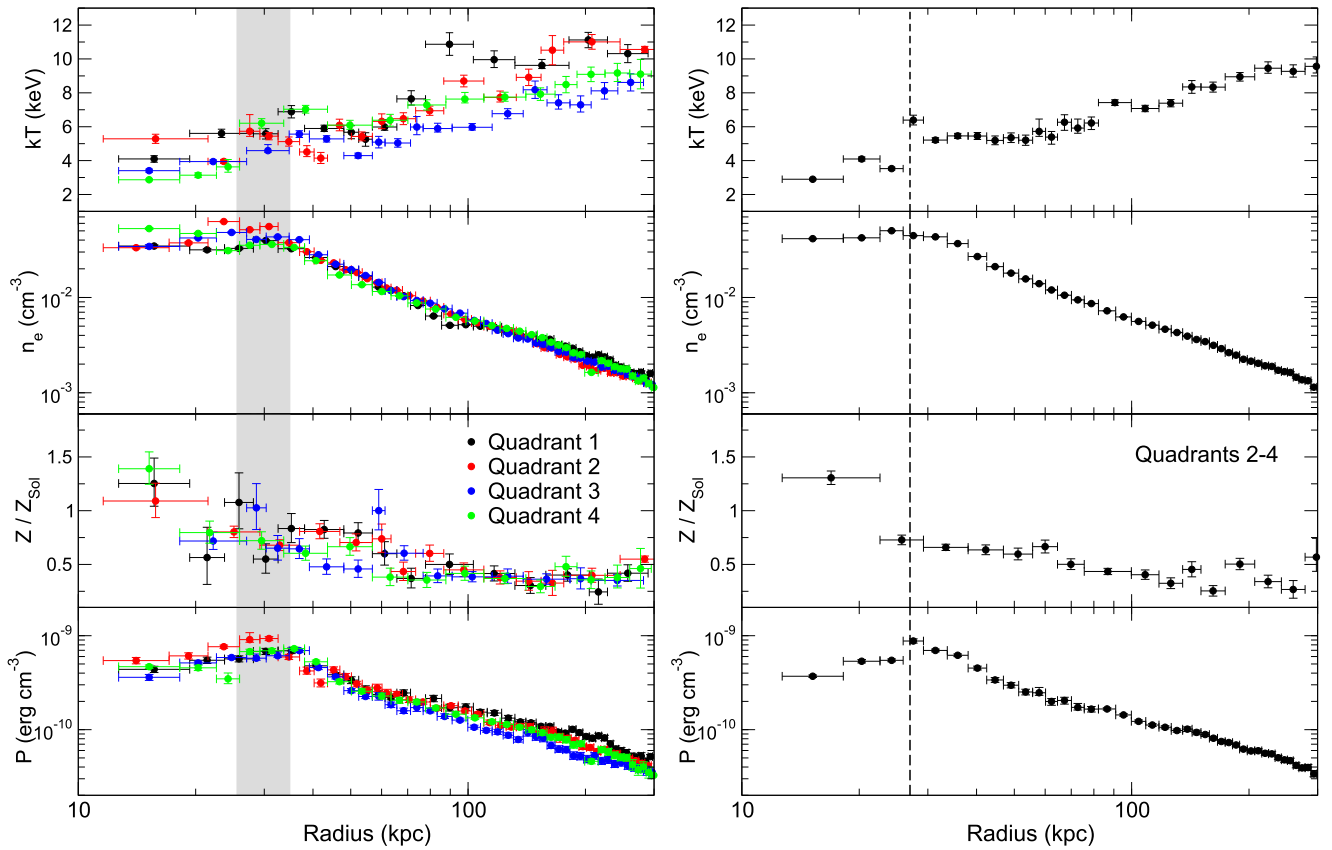 12
10
8
6
4
2
kT (keV)
10⁻²
10⁻³
nₑ (cm⁻³)
1.5
1
0.5
Z / Z_Sol
Quadrant 1
Quadrant 2
Quadrant 3
Quadrant 4
10⁻⁹
10⁻¹⁰
P (erg cm⁻³)
10
100
Radius (kpc)
12
10
8
6
4
2
kT (keV)
10⁻²
10⁻³
nₑ (cm⁻³)
1.5
1
0.5
Z / Z_Sol
Quadrants 2-4
10⁻⁹
10⁻¹⁰
P (erg cm⁻³)
10
100
Radius (kpc)